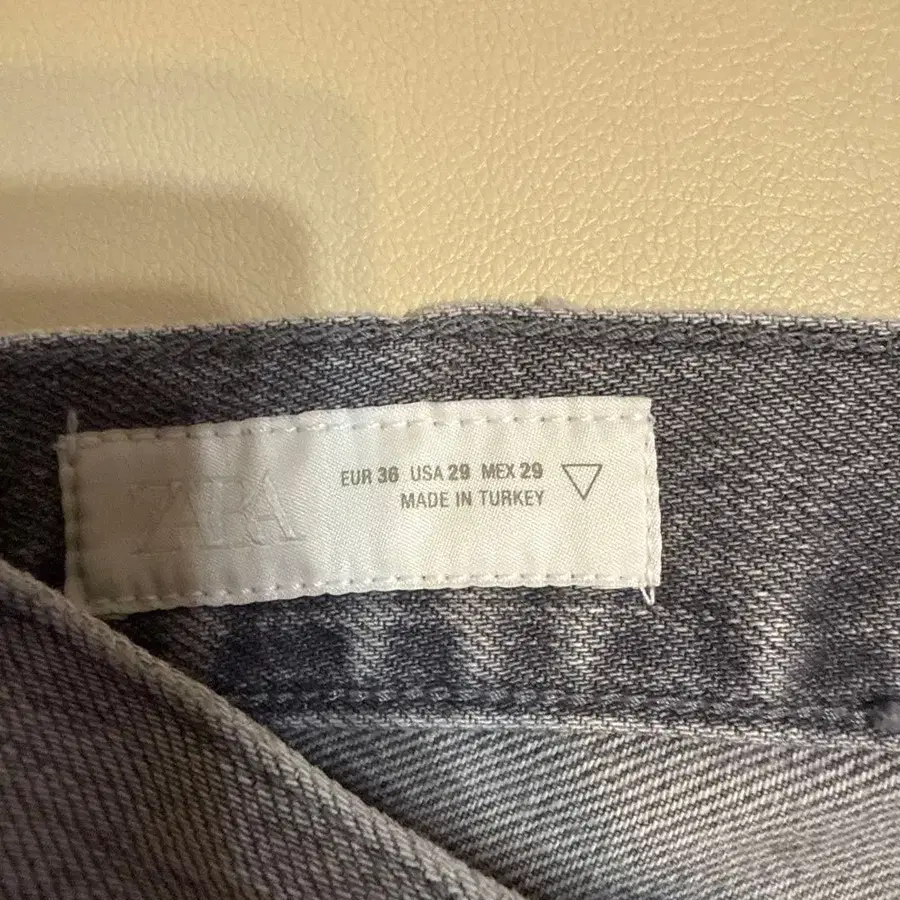 ZARA
EUR 36 USA 29 MEX 29
MADE IN TURKEY